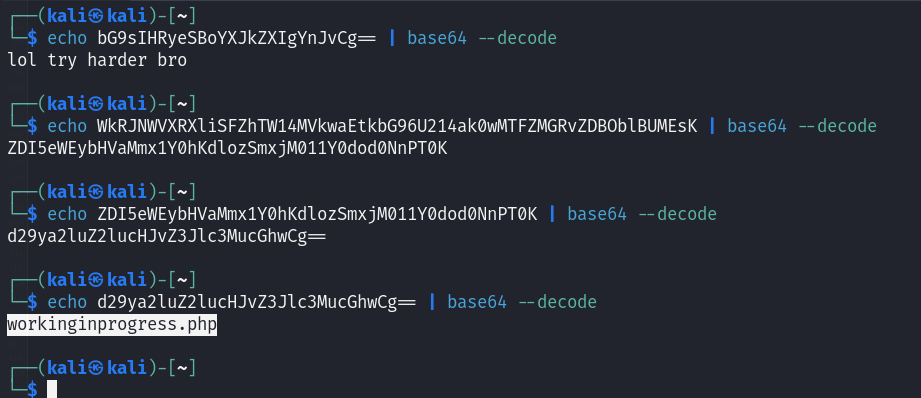 ┌──(kali㉿kali)-[~]
└─$ echo bG9sIHRyeSBoYXJkZXIgYnJvCg== | base64 --decode
lol try harder bro
┌──(kali㉿kali)-[~]
└─$ echo WkRJNWVXRXliSFZhTW14MVkwaEtkbG96U214ak0wMTFZMGRvZDBOblBUMEsK | base64 --decode
ZDI5eWEybHVaMmx1Y0hKdlozSmxjM011Y0dod0NnPT0K
┌──(kali㉿kali)-[~]
└─$ echo ZDI5eWEybHVaMmx1Y0hKdlozSmxjM011Y0dod0NnPT0K | base64 --decode
d29ya2luZ2lucHJvZ3Jlc3MucGhwCg==
┌──(kali㉿kali)-[~]
└─$ echo d29ya2luZ2lucHJvZ3Jlc3MucGhwCg== | base64 --decode
workinginprogress.php
┌──(kali㉿kali)-[~]
└─$